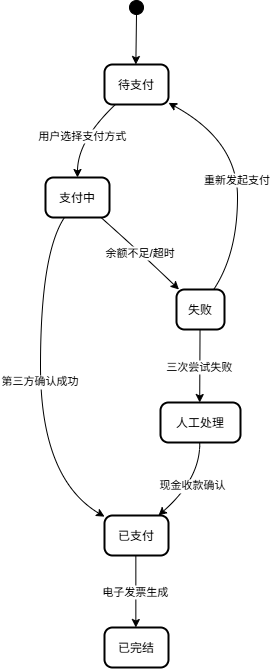 待支付
用户选择支付方式
重新发起支付
支付中
余额不足/超时
失败
三次尝试失败
第三方确认成功
人工处理
现金收款确认
已支付
电子发票生成
已完结